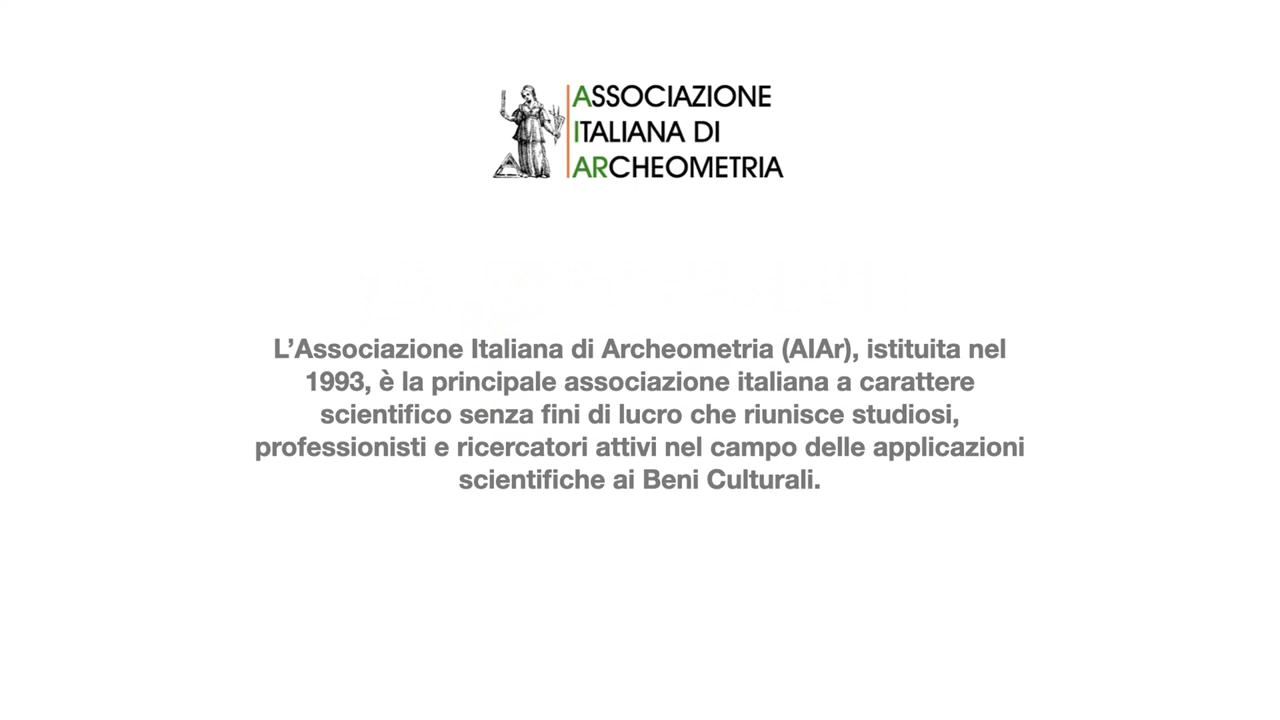 ASSOCIAZIONE
ITALIANA DI
ARCHEOMETRIA
L’Associazione Italiana di Archeometria (AIAr), istituita nel
1993, è la principale associazione italiana a carattere
scientifico senza fini di lucro che riunisce studiosi,
professionisti e ricercatori attivi nel campo delle applicazioni
scientifiche ai Beni Culturali.